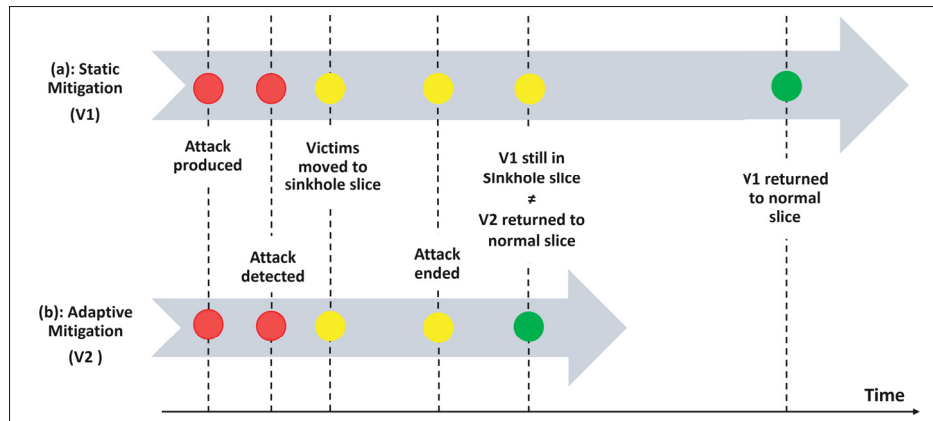 (a): Static
Mitigation
(V1)
Attack
produced
Victims
moved to
sinkhole slice
V1 still in
Sinkhole slice
≠
V2 returned to
normal slice
V1 returned
to normal
slice
Attack
detected
Attack
ended
(b): Adaptive
Mitigation
(V2 )
Time